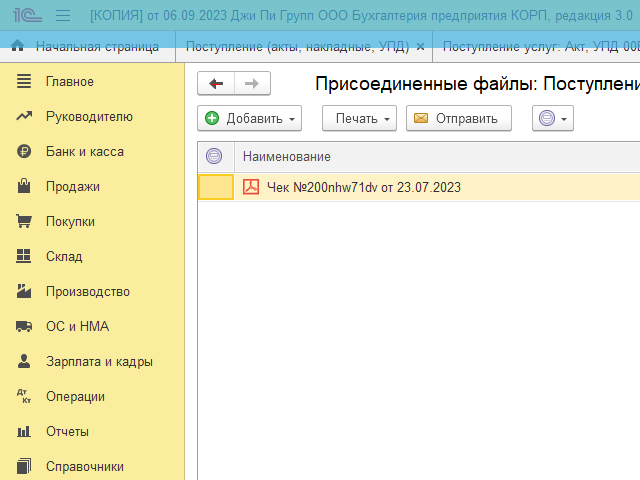 1С [КОПИЯ] от 06.09.2023 Джи Пи Групп ООО Бухгалтерия предприятия КОРП, редакция 3.0
Начальная страница Поступление (акты, накладные, УПД) × Поступление услуг: Акт, УПД
Главное
Руководителю
Банк и касса
Продажи
Покупки
Склад
Производство
ОС и НМА
Зарплата и кадры
Дт Кт Операции
Отчеты
Справочники
Присоединенные файлы: Поступлени
Добавить Печать Отправить
Наименование
Чек №200nhw71dv от 23.07.2023